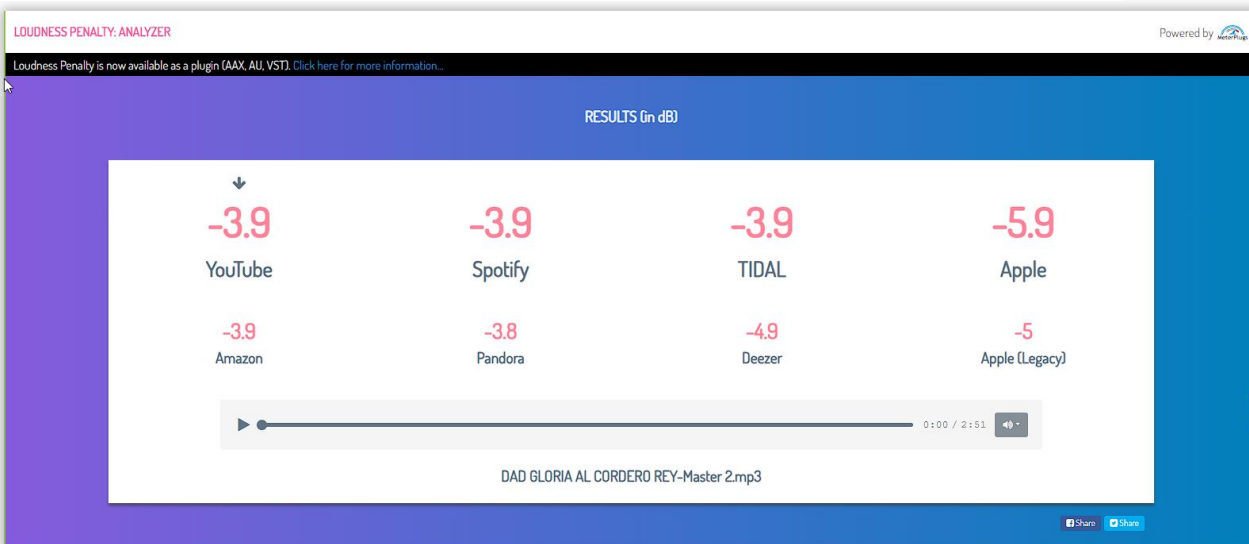 LOUDNESS PENALTY: ANALYZER
Powered by MeterPlugs
Loudness Penalty is now available as a plugin (AAX, AU, VST). Click here for more information...
RESULTS (in dB)
-3.9 -3.9 -3.9 -5.9
YouTube Spotify TIDAL Apple
-3.9 -3.8 -4.9 -5
Amazon Pandora Deezer Apple (Legacy)
0:00 / 2:51
DAD GLORIA AL CORDERO REY-Master 2.mp3
Share Share